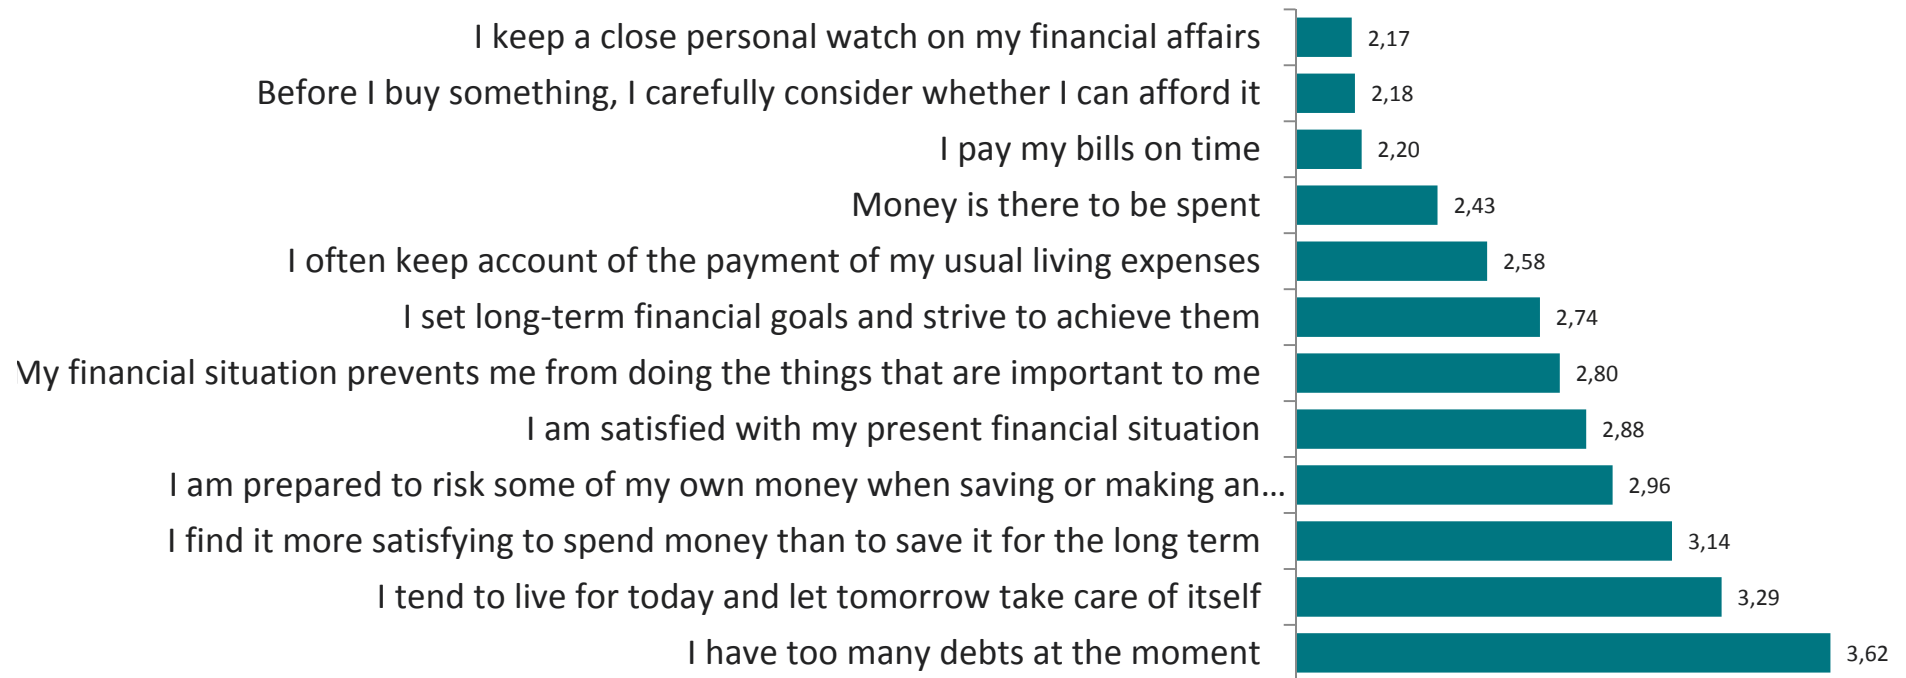 I keep a close personal watch on my financial affairs 2,17
Before I buy something, I carefully consider whether I can afford it 2,18
I pay my bills on time 2,20
Money is there to be spent 2,43
I often keep account of the payment of my usual living expenses 2,58
I set long-term financial goals and strive to achieve them 2,74
My financial situation prevents me from doing the things that are important to me 2,80
I am satisfied with my present financial situation 2,88
I am prepared to risk some of my own money when saving or making an... 2,96
I find it more satisfying to spend money than to save it for the long term 3,14
I tend to live for today and let tomorrow take care of itself 3,29
I have too many debts at the moment 3,62